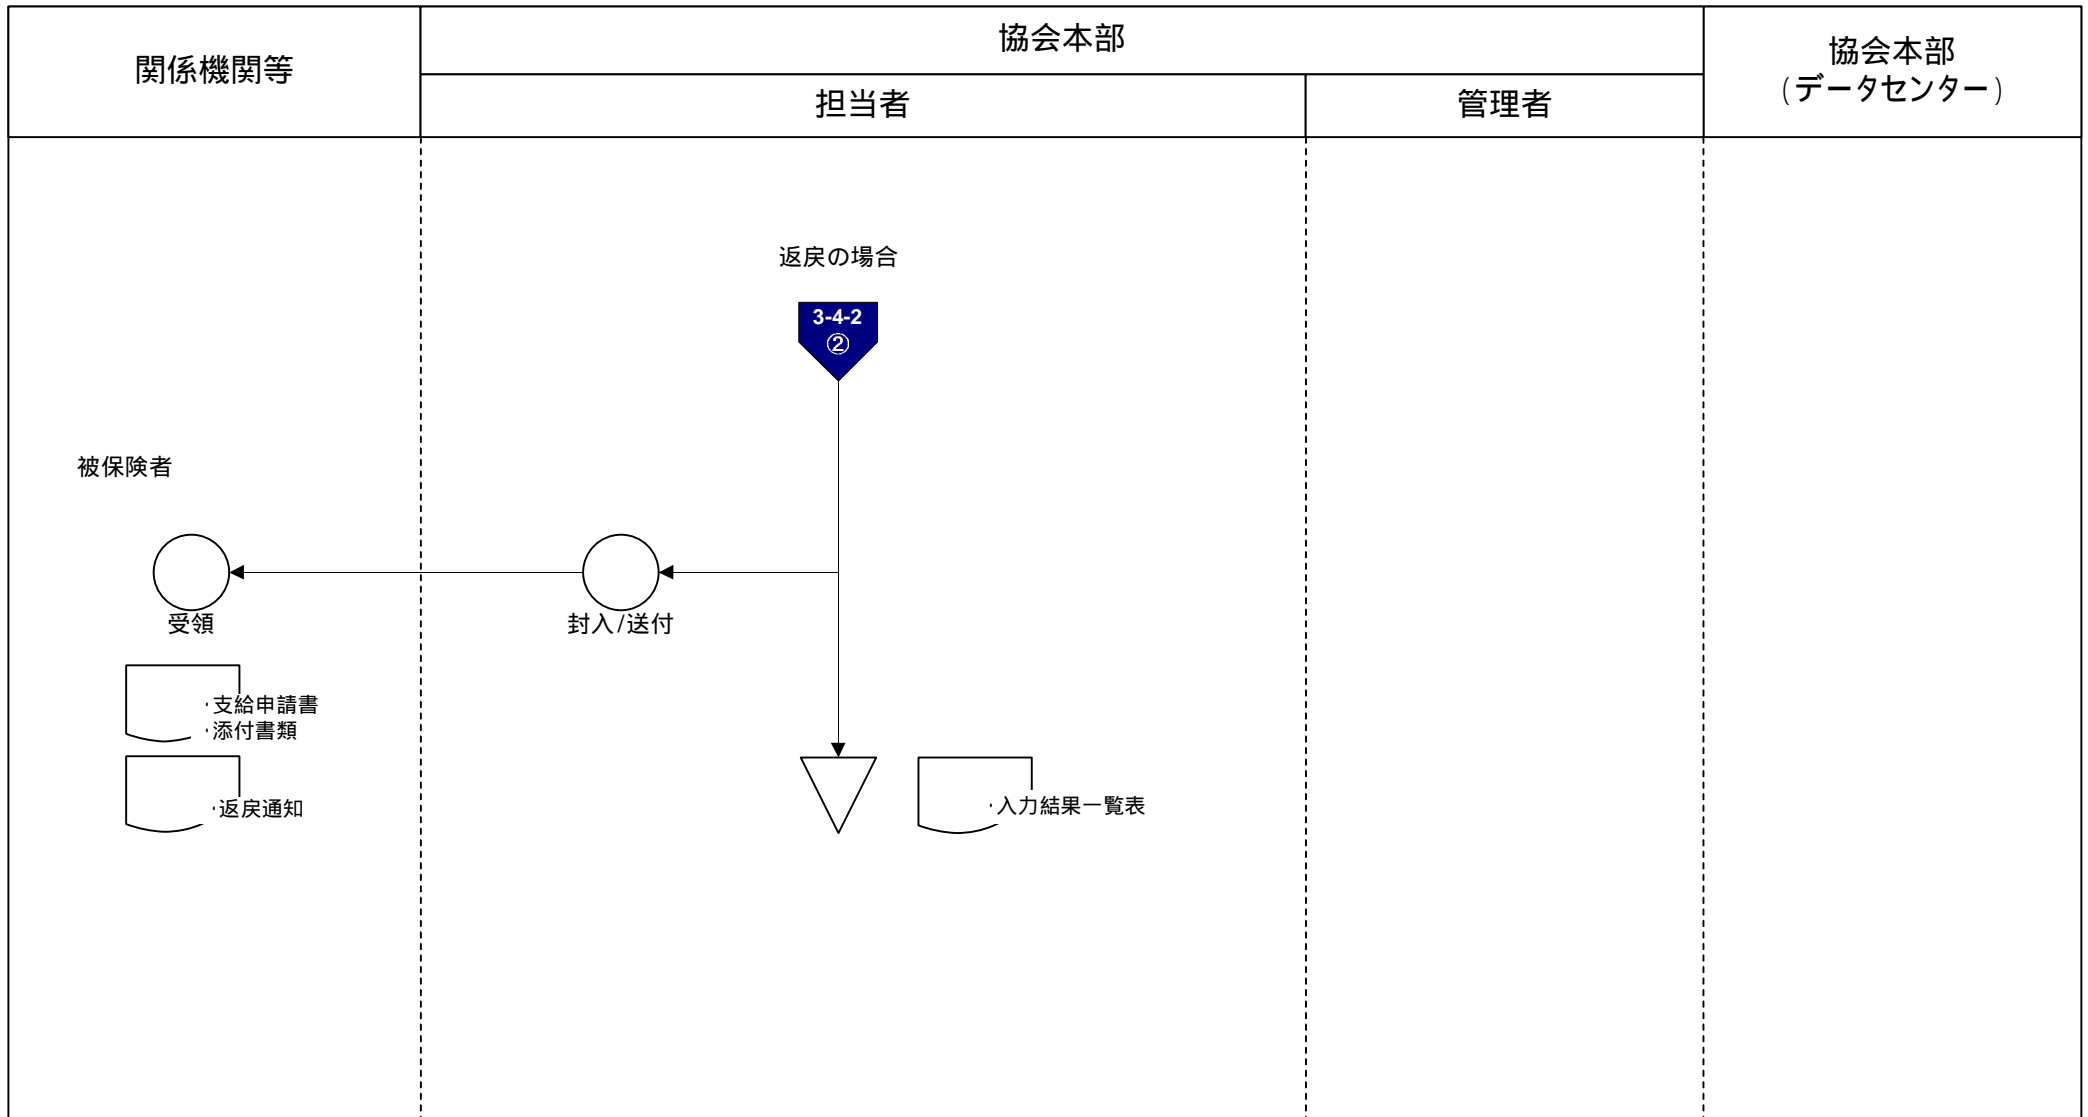 関係機関等
協会本部
担当者
管理者
協会本部
(データセンター)
返戻の場合
3-4-2
②
被保険者
受領
封入/送付
・支給申請書
・添付書類
・返戻通知
・入力結果一覧表